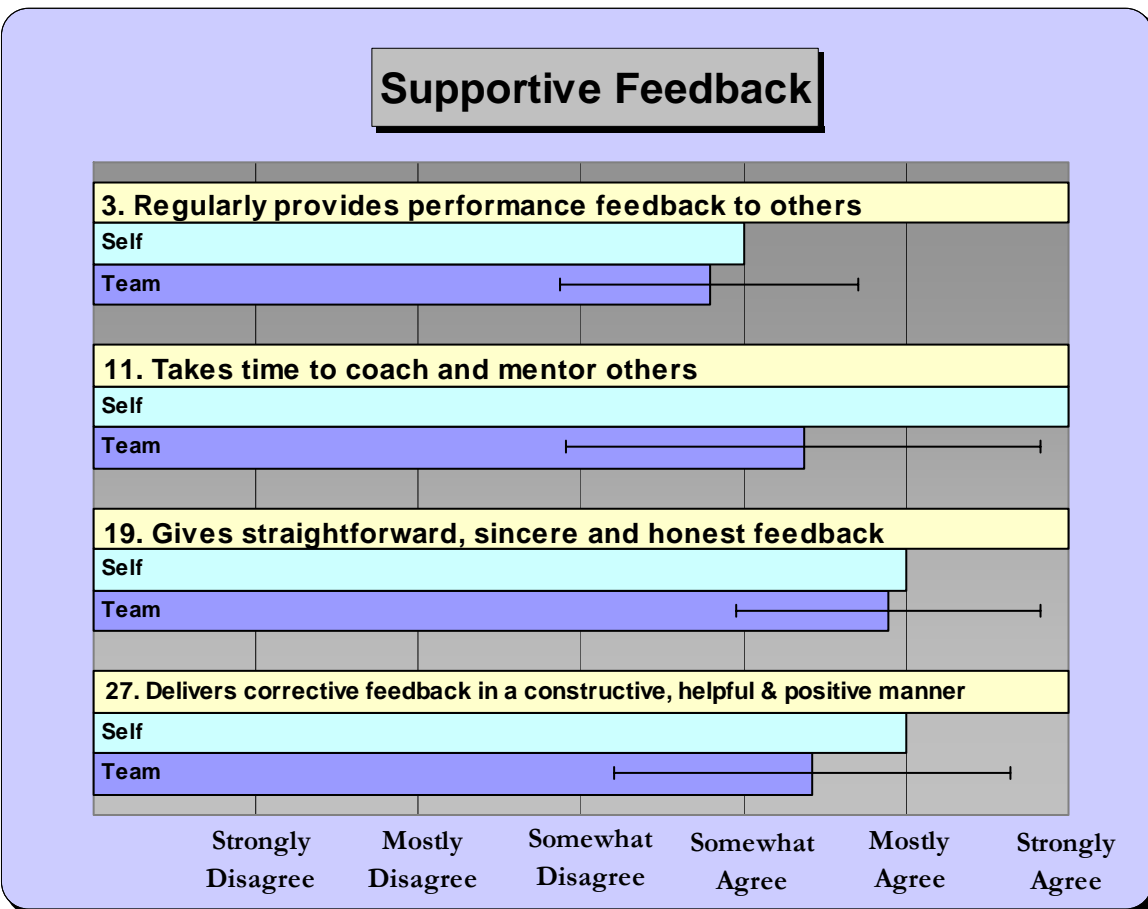 Supportive Feedback
3. Regularly provides performance feedback to others
Self
Team
11. Takes time to coach and mentor others
Self
Team
19. Gives straightforward, sincere and honest feedback
Self
Team
27. Delivers corrective feedback in a constructive, helpful & positive manner
Self
Team
Strongly
Disagree
Mostly
Disagree
Somewhat
Disagree
Somewhat
Agree
Mostly
Agree
Strongly
Agree